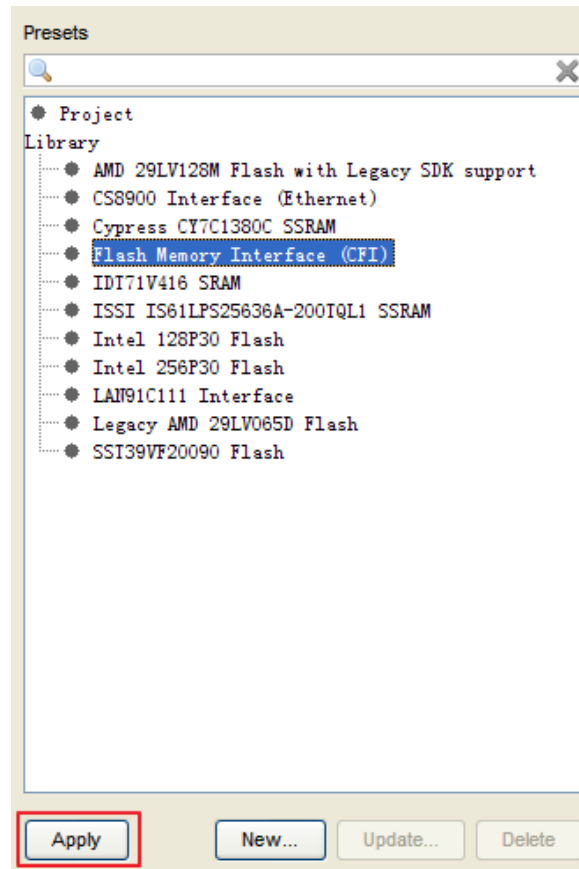 Presets
Project
Library
AMD 29LV128M Flash with Legacy SDK support
CS8900 Interface (Ethernet)
Cypress CY7C1380C SSRAM
Flash Memory Interface (CFI)
IDT71V416 SRAM
ISSI IS61LPS25636A-200TQL1 SSRAM
Intel 128P30 Flash
Intel 256P30 Flash
LAN91C111 Interface
Legacy AMD 29LV065D Flash
SST39VF20090 Flash
Apply New... Update... Delete